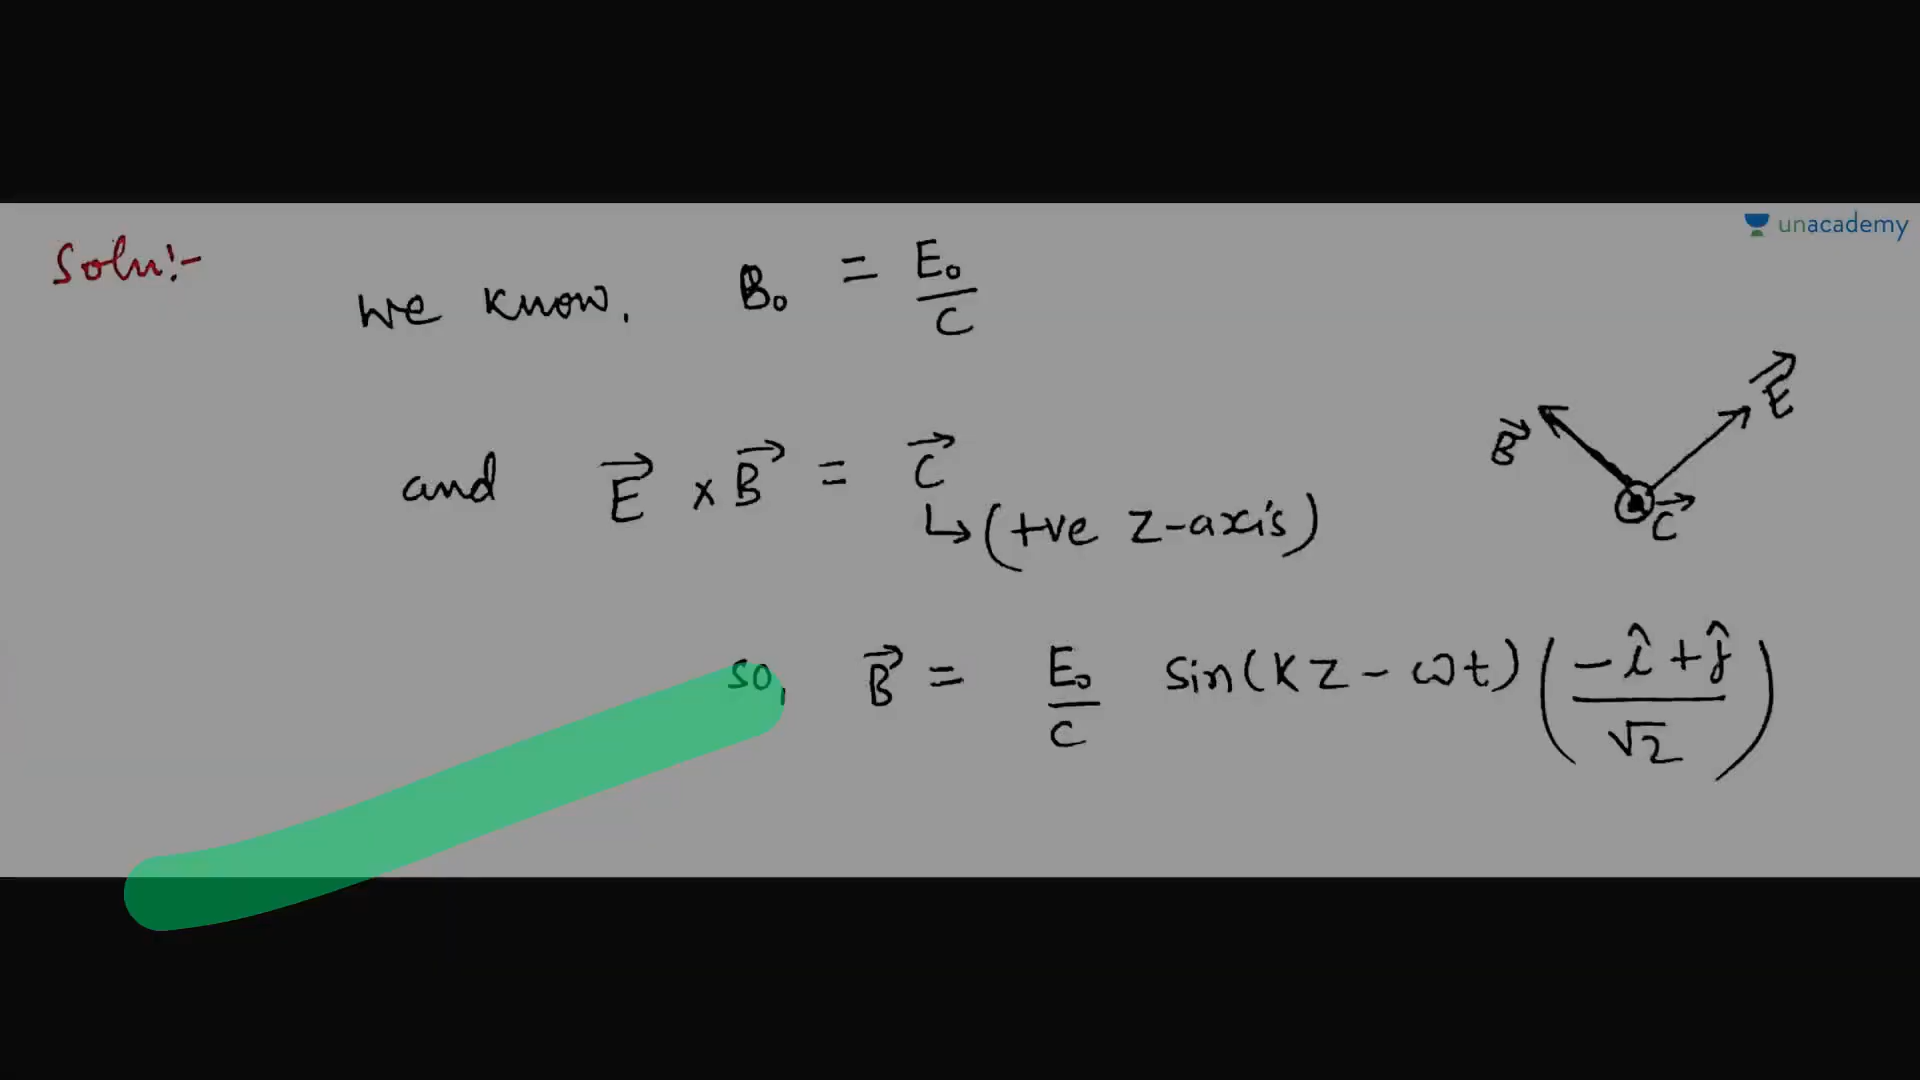 unacademy
Soln:-
We know, B₀ = E₀/C
and E⃗ × B⃗ = C⃗
↳ (+ve z-axis)
B⃗ E⃗
C⃗
so, B⃗ = E₀/C sin(Kz - ωt) ((-î + ĵ)/√2)